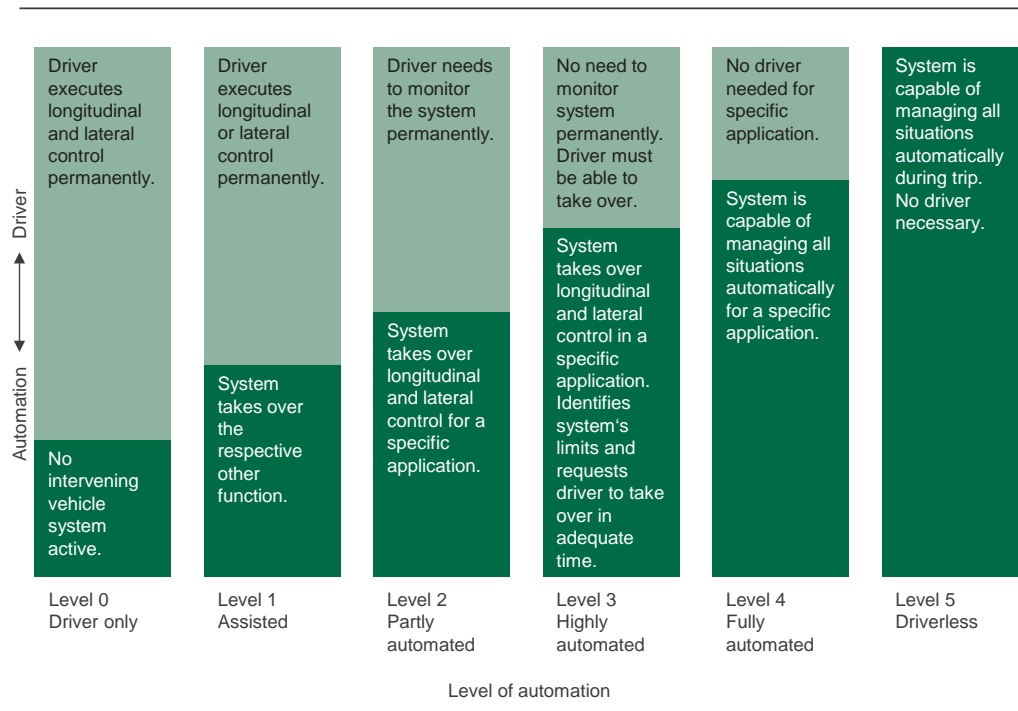 Driver
executes
longitudinal
and lateral
control
permanently.
No
intervening
vehicle
system
active.
Driver
executes
longitudinal
or lateral
control
permanently.
System
takes over
the
respective
other
function.
Driver needs
to monitor
the system
permanently.
System
takes over
longitudinal
and lateral
control for a
specific
application.
No need to
monitor
system
permanently.
Driver must
be able to
take over.
System
takes over
longitudinal
and lateral
control in a
specific
application.
Identifies
system‘s
limits and
requests
driver to take
over in
adequate
time.
No driver
needed for
specific
application.
System is
capable of
managing all
situations
automatically
for a specific
application.
System is
capable of
managing all
situations
automatically
during trip.
No driver
necessary.
Driver
Automation
Level 0
Driver only
Level 1
Assisted
Level 2
Partly
automated
Level 3
Highly
automated
Level 4
Fully
automated
Level 5
Driverless
Level of automation